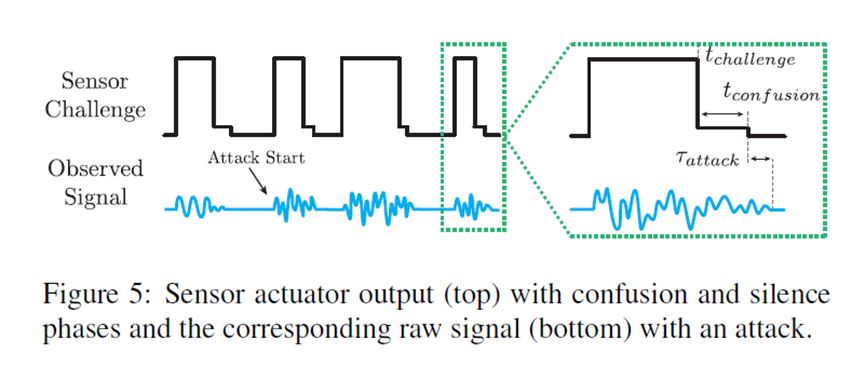 Sensor
Challenge
t_challenge
t_confusion
Attack Start
τ_attack
Observed
Signal
Figure 5: Sensor actuator output (top) with confusion and silence
phases and the corresponding raw signal (bottom) with an attack.